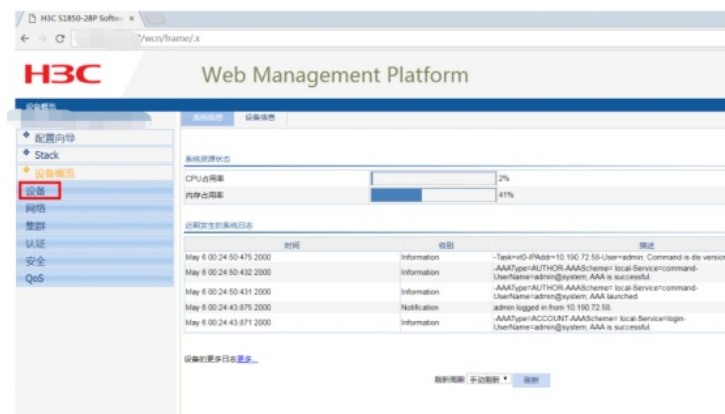 H3C S1850-28P Softw
/wcn/frame/.x
H3C
Web Management Platform
设备概览
系统信息 设备信息
配置向导
Stack
设备概览
设备
网络
集群
认证
安全
QoS
系统资源状态
CPU占用率 2%
内存占用率 41%
近期发生的系统日志
时间 级别 描述
May 6 00:24:50:475 2000 Information -Task=vt0-IPAddr=10.190.72.58-User=admin; Command is dis version
May 6 00:24:50:432 2000 Information -AAAType=AUTHOR-AAAScheme= local-Service=command-
UserName=admin@system; AAA is successful.
May 6 00:24:50:431 2000 Information -AAAType=AUTHOR-AAAScheme= local-Service=command-
UserName=admin@system; AAA launched.
May 6 00:24:43:875 2000 Notification admin logged in from 10.190.72.58.
May 6 00:24:43:871 2000 Information -AAAType=ACCOUNT-AAAScheme= local-Service=login-
UserName=admin@system; AAA is successful.
设备的更多日志更多...
刷新周期 手动刷新 刷新